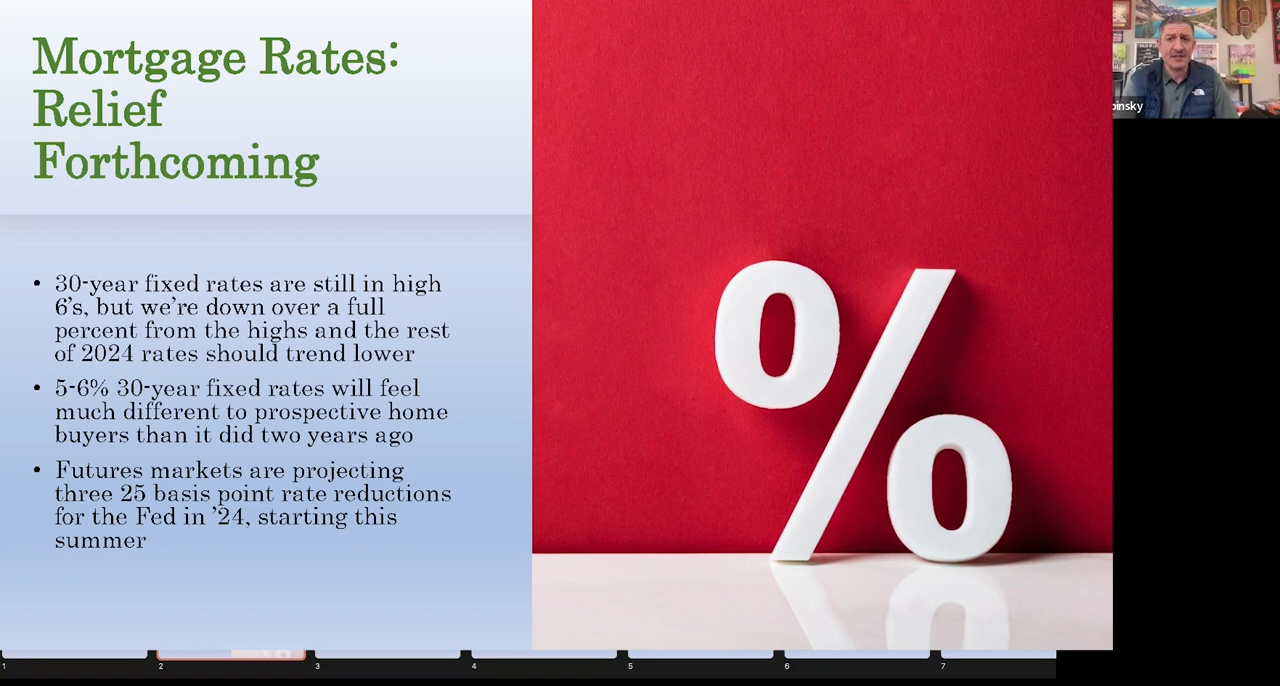 Mortgage Rates:
Relief
Forthcoming
• 30-year fixed rates are still in high
6’s, but we’re down over a full
percent from the highs and the rest
of 2024 rates should trend lower
• 5-6% 30-year fixed rates will feel
much different to prospective home
buyers than it did two years ago
• Futures markets are projecting
three 25 basis point rate reductions
for the Fed in ’24, starting this
summer
%
pinsky
1 2 3 4 5 6 7